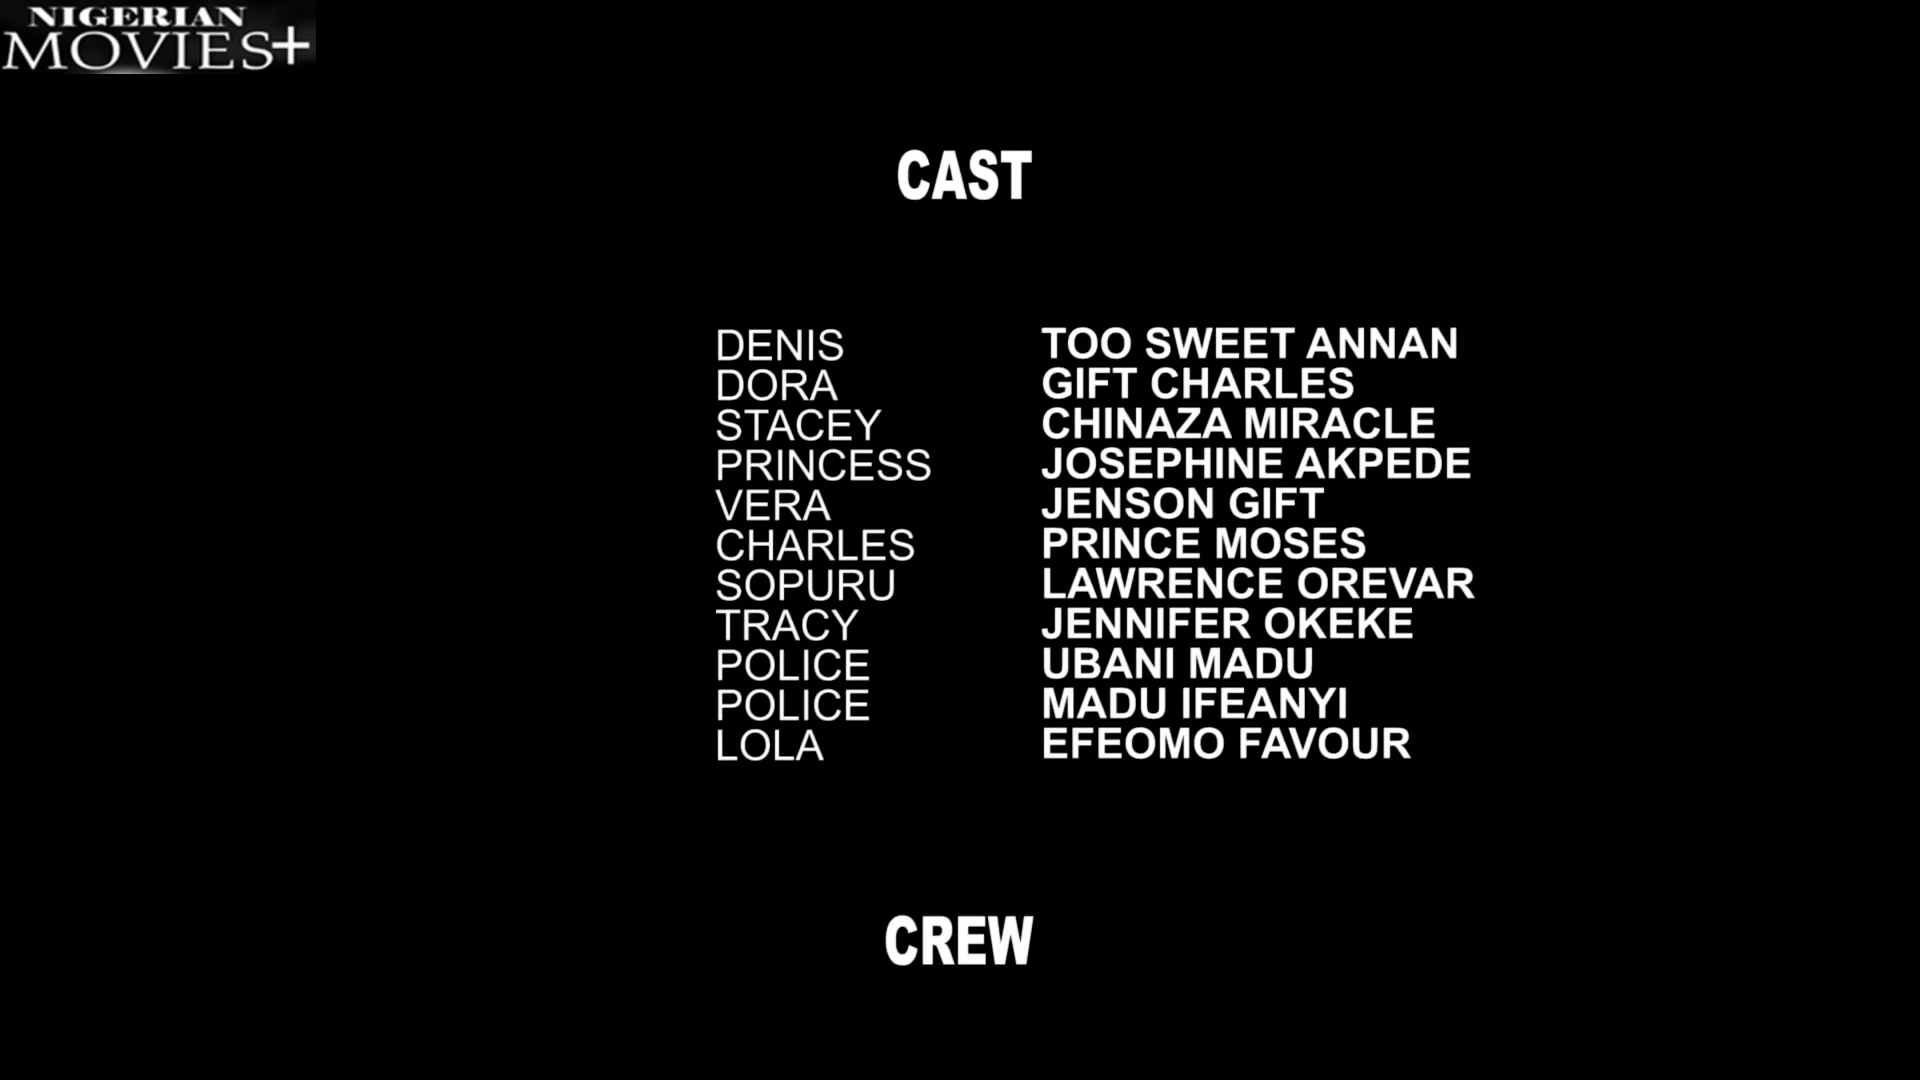 NIGERIAN
MOVIES+
CAST
DENIS TOO SWEET ANNAN
DORA GIFT CHARLES
STACEY CHINAZA MIRACLE
PRINCESS JOSEPHINE AKPEDE
VERA JENSON GIFT
CHARLES PRINCE MOSES
SOPURU LAWRENCE OREVAR
TRACY JENNIFER OKEKE
POLICE UBANI MADU
POLICE MADU IFEANYI
LOLA EFEOMO FAVOUR
CREW